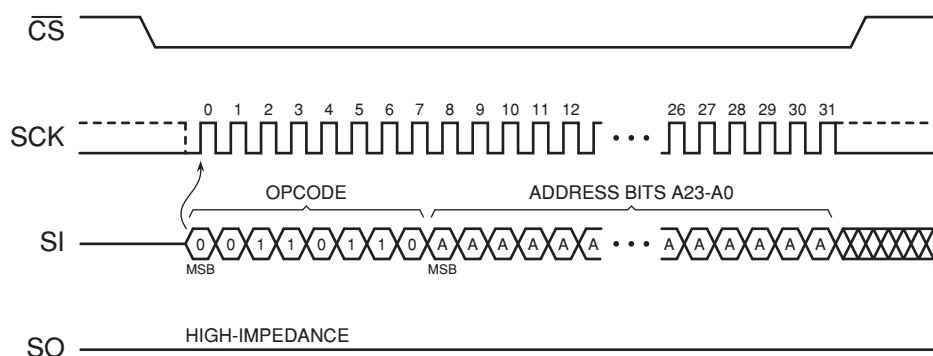 CS
0 1 2 3 4 5 6 7 8 9 10 11 12 26 27 28 29 30 31
SCK
OPCODE ADDRESS BITS A23-A0
SI 0 0 1 1 0 1 1 0 A A A A A A A A A A A A
MSB MSB
HIGH-IMPEDANCE
SO